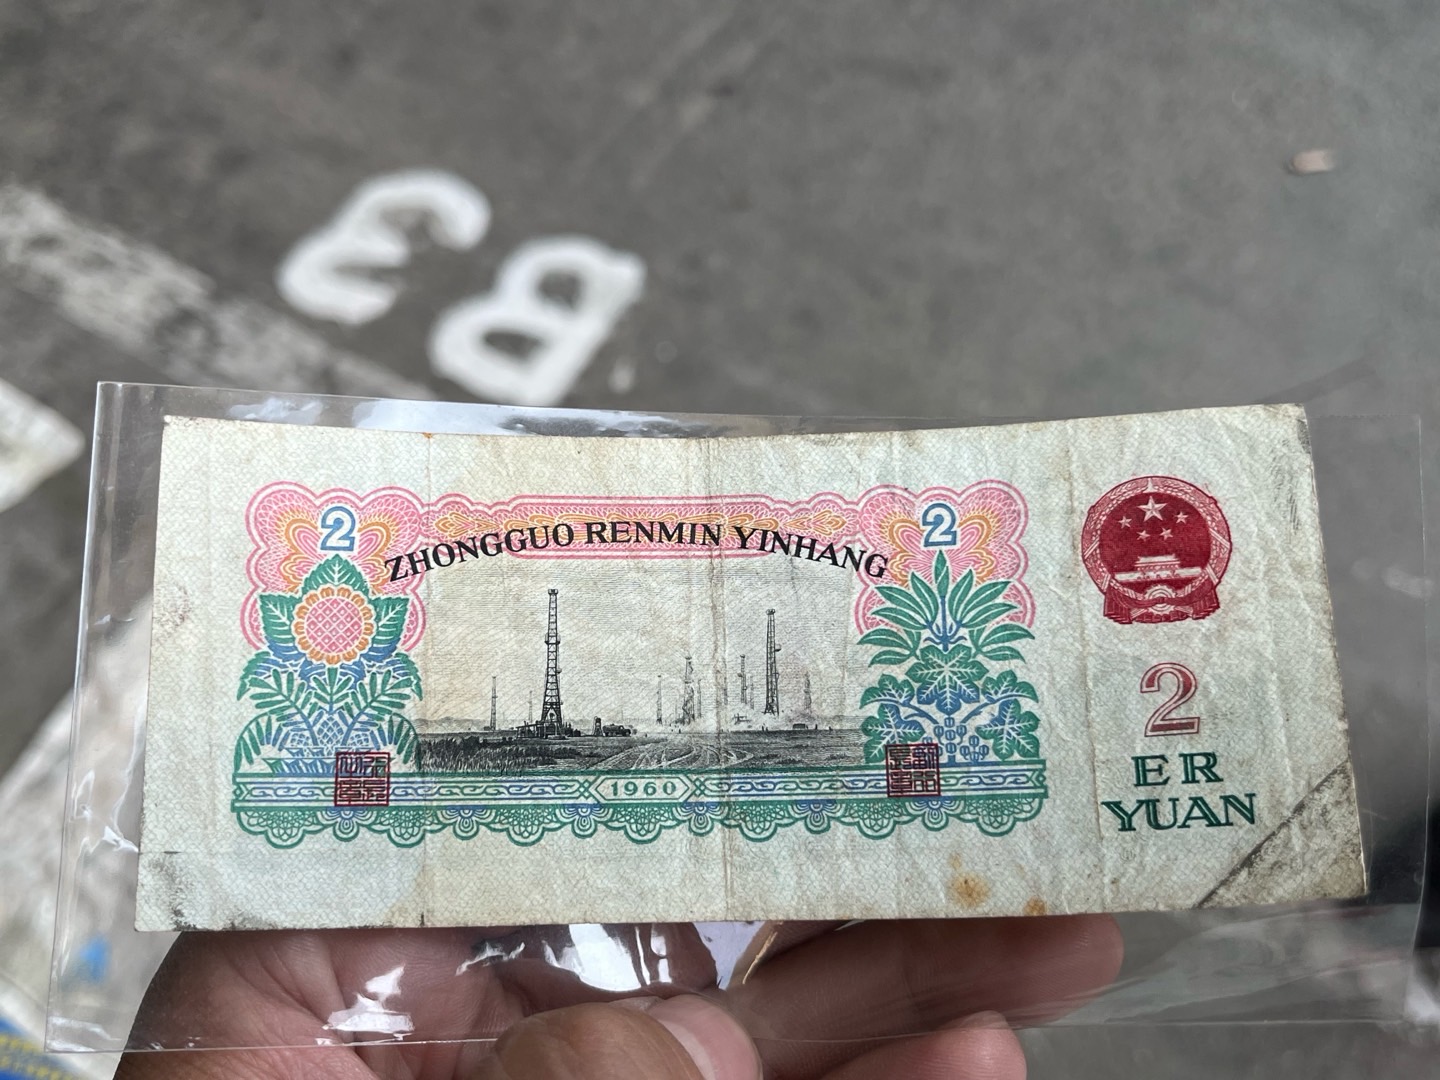 B3
2
2
ZHONGGUO RENMIN YINHANG
1960
2
ER
YUAN